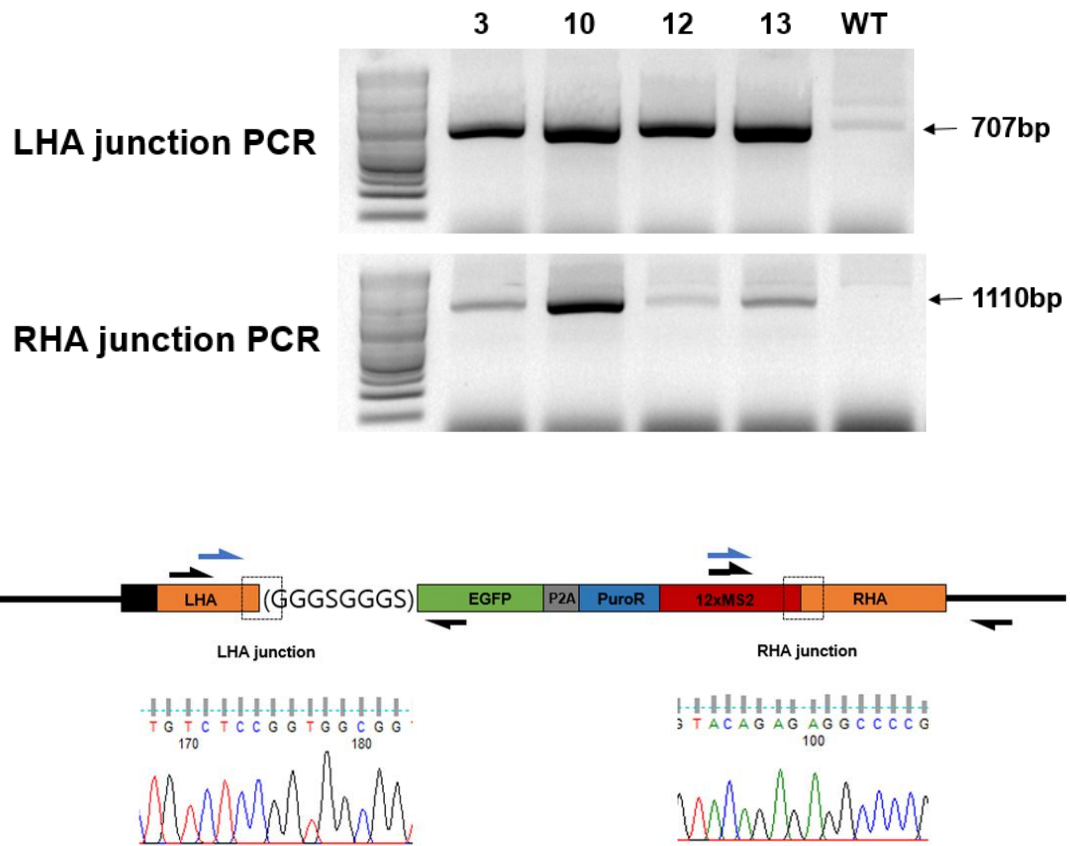 3 10 12 13 WT
LHA junction PCR
707bp
RHA junction PCR
1110bp
LHA (GGGSGGGS) EGFP P2A PuroR 12xMS2 RHA
LHA junction RHA junction
T G T C T C C G G T G G C G G G T A C A G A G A G G C C C C G
170 180 100